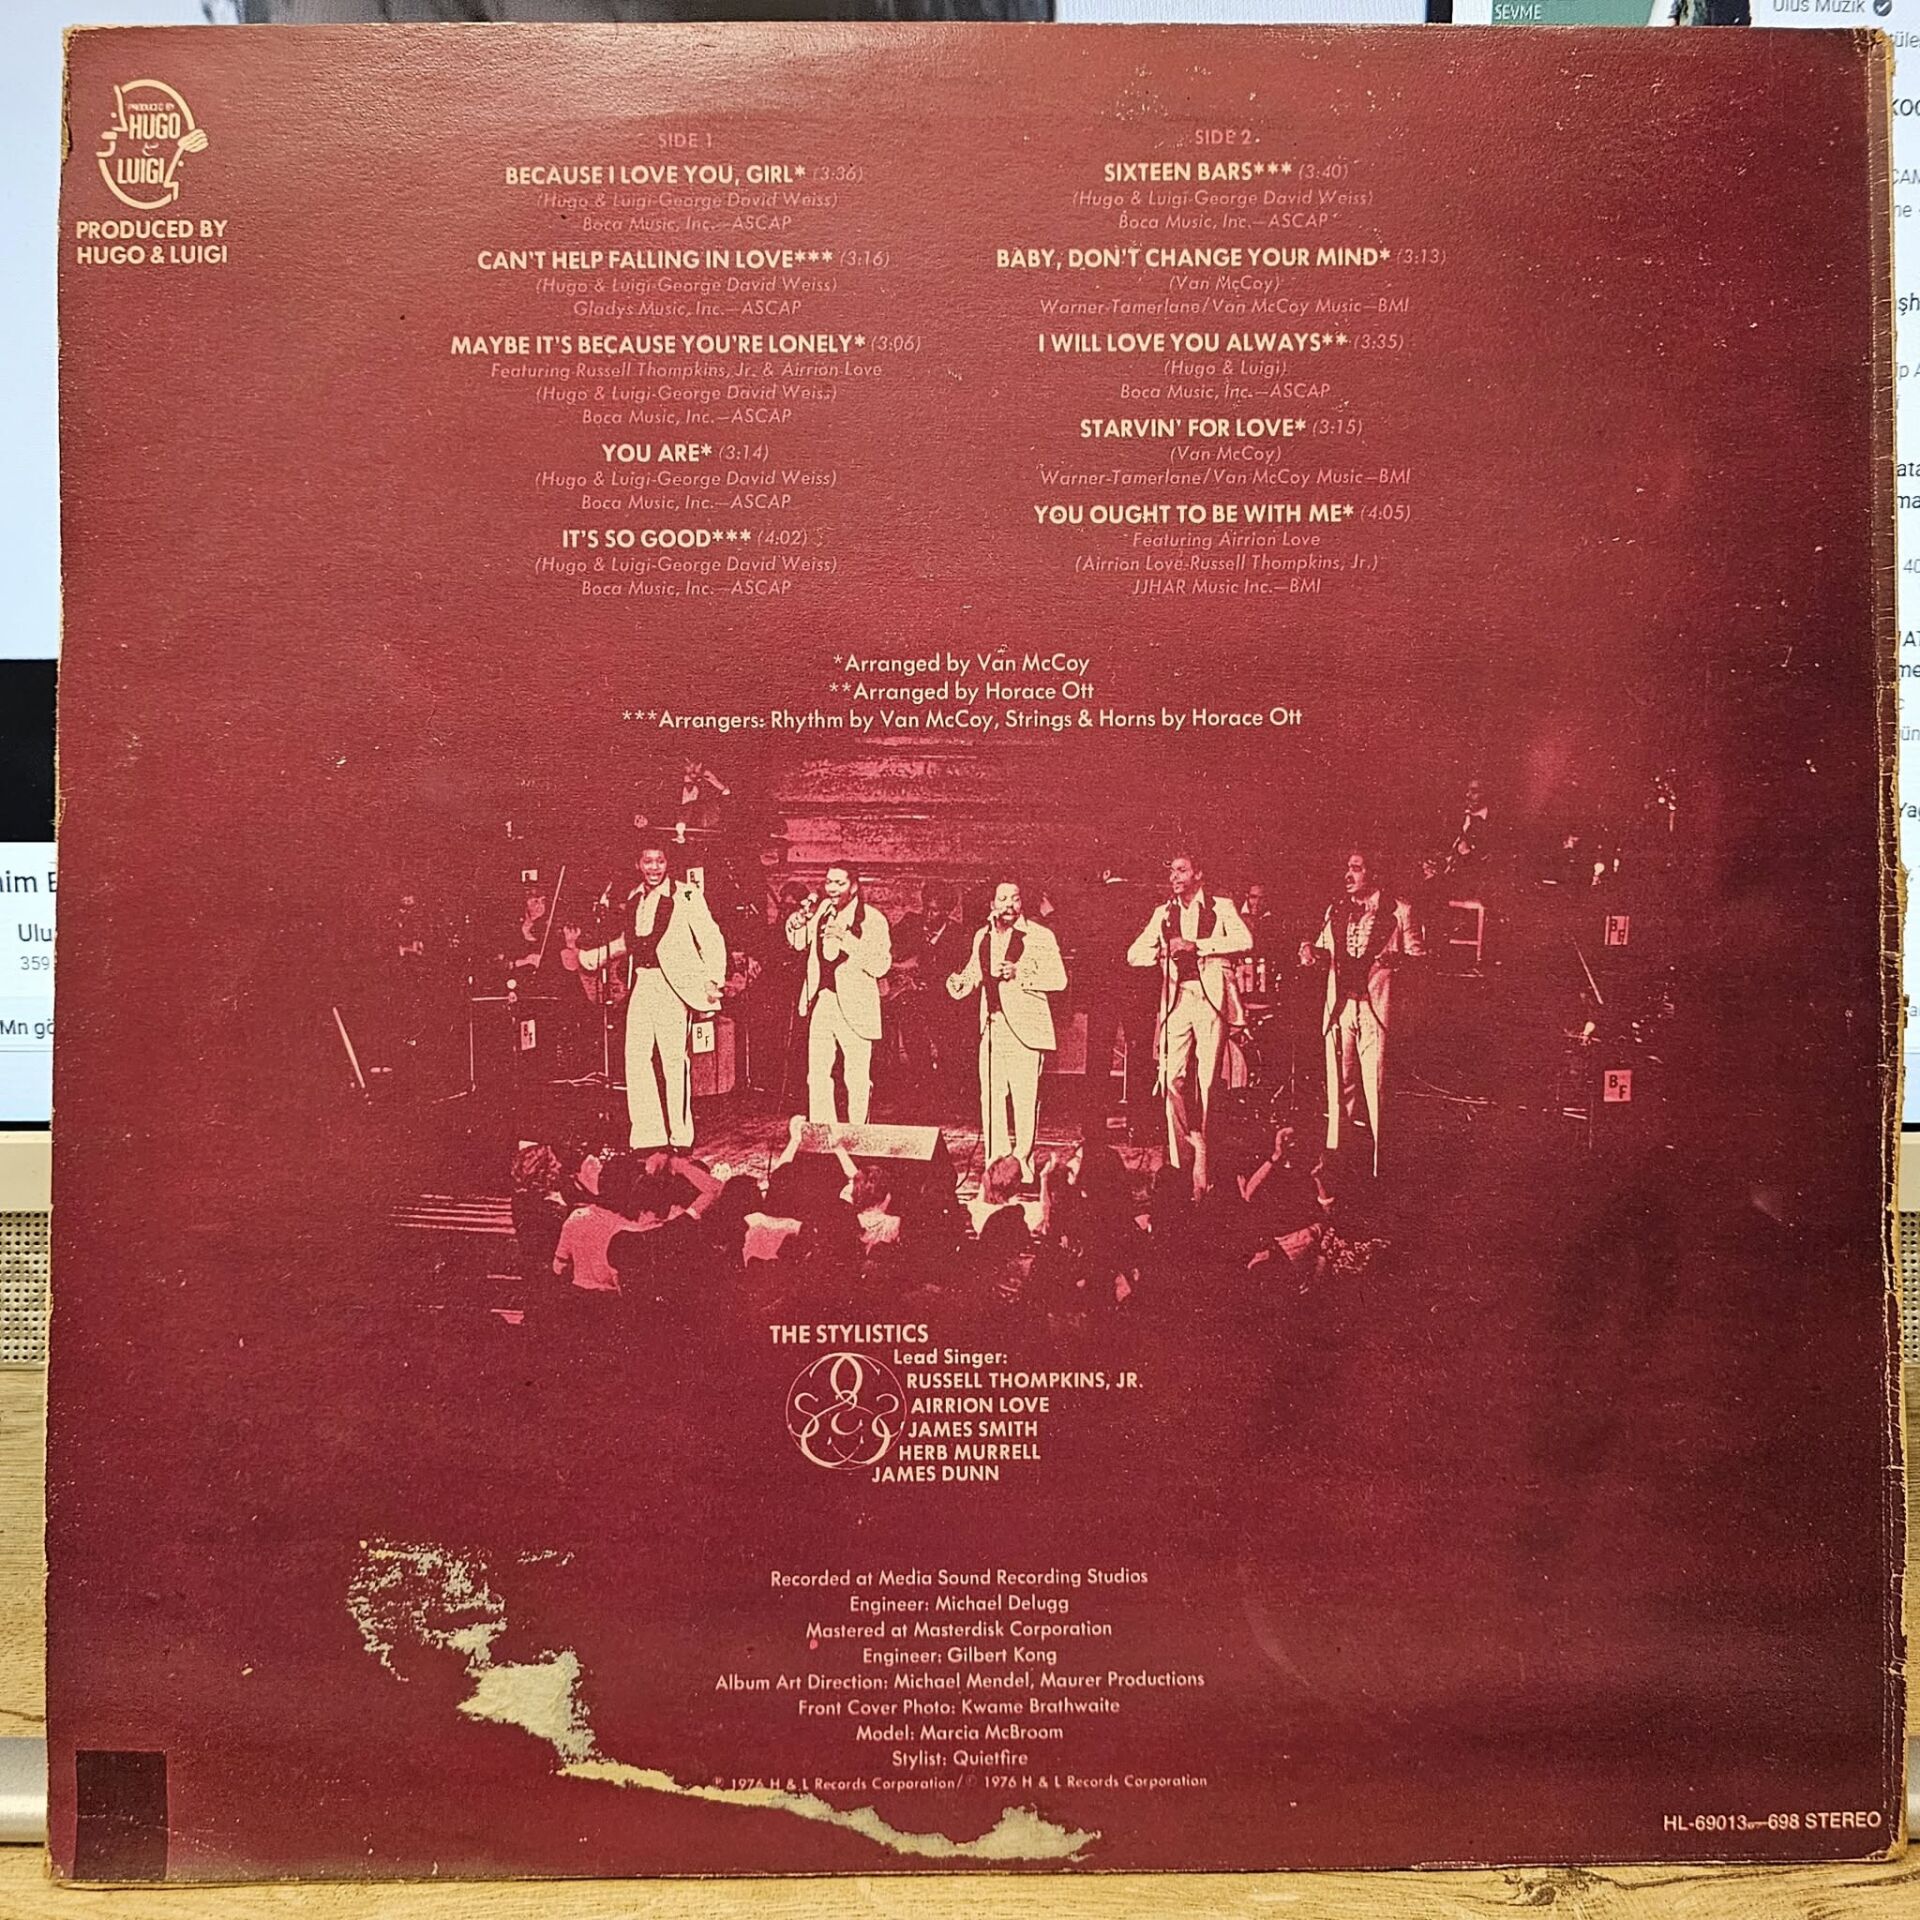 PRODUCED BY
HUGO
&
LUIGI
PRODUCED BY
HUGO & LUIGI
SIDE 1
BECAUSE I LOVE YOU, GIRL* (3:36)
(Hugo & Luigi-George David Weiss)
Boca Music, Inc.—ASCAP
CAN'T HELP FALLING IN LOVE*** (3:16)
(Hugo & Luigi-George David Weiss)
Gladys Music, Inc.—ASCAP
MAYBE IT'S BECAUSE YOU'RE LONELY* (3:06)
Featuring Russell Thompkins, Jr. & Airrion Love
(Hugo & Luigi-George David Weiss)
Boca Music, Inc.—ASCAP
YOU ARE* (3:14)
(Hugo & Luigi-George David Weiss)
Boca Music, Inc.—ASCAP
IT'S SO GOOD*** (4:02)
(Hugo & Luigi-George David Weiss)
Boca Music, Inc.—ASCAP
SIDE 2
SIXTEEN BARS*** (3:40)
(Hugo & Luigi-George David Weiss)
Boca Music, Inc.—ASCAP
BABY, DON'T CHANGE YOUR MIND* (3:13)
(Van McCoy)
Warner-Tamerlane/Van McCoy Music—BMI
I WILL LOVE YOU ALWAYS** (3:35)
(Hugo & Luigi)
Boca Music, Inc.—ASCAP
STARVIN' FOR LOVE* (3:15)
(Van McCoy)
Warner-Tamerlane/Van McCoy Music—BMI
YOU OUGHT TO BE WITH ME* (4:05)
Featuring Airrion Love
(Airrion Love-Russell Thompkins, Jr.)
JJHAR Music Inc.—BMI
*Arranged by Van McCoy
**Arranged by Horace Ott
***Arrangers: Rhythm by Van McCoy, Strings & Horns by Horace Ott
BF
BF
BF
BF
THE STYLISTICS
Lead Singer:
RUSSELL THOMPKINS, JR.
AIRRION LOVE
JAMES SMITH
HERB MURRELL
JAMES DUNN
Recorded at Media Sound Recording Studios
Engineer: Michael Delugg
Mastered at Masterdisk Corporation
Engineer: Gilbert Kong
Album Art Direction: Michael Mendel, Maurer Productions
Front Cover Photo: Kwame Brathwaite
Model: Marcia McBroom
Stylist: Quietfire
℗ 1976 H & L Records Corporation/© 1976 H & L Records Corporation
HL-69013—698 STEREO
SEVME
Ulus Müzik
359
Mn